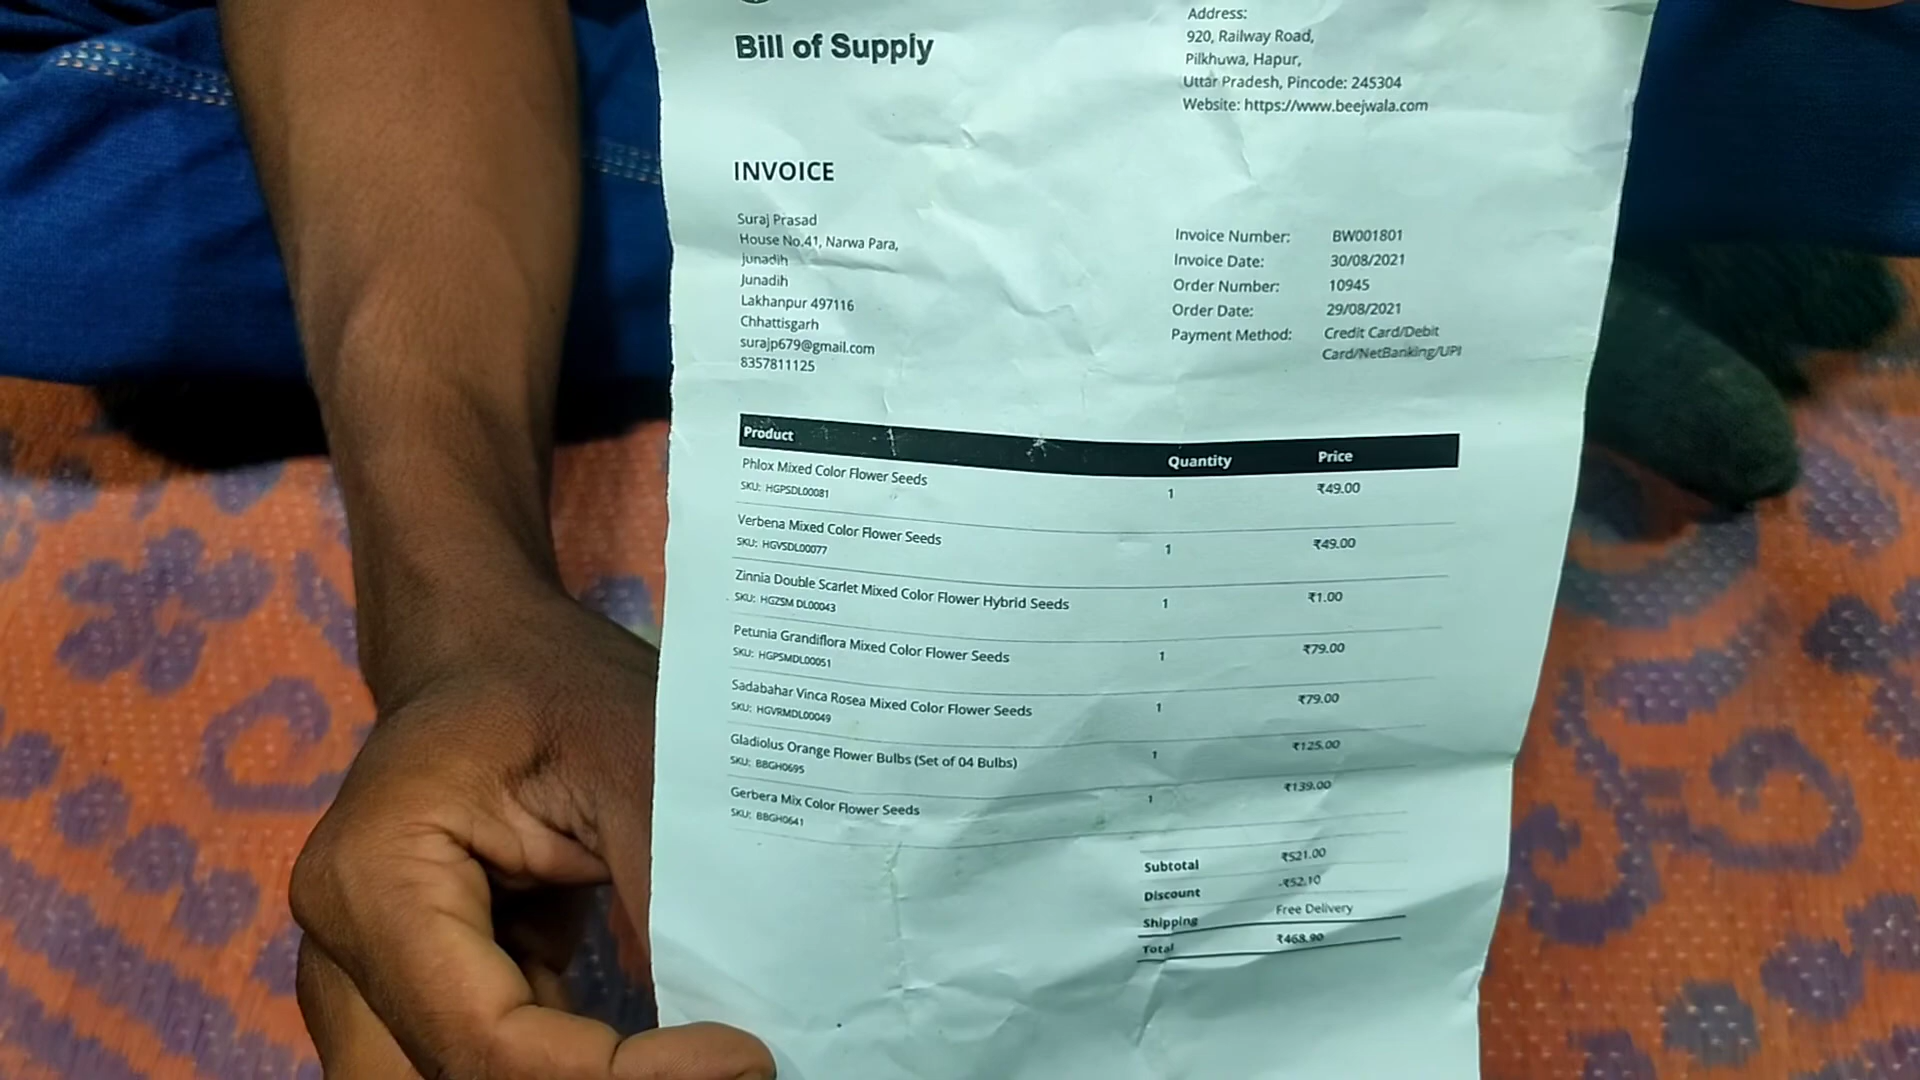 Bill of Supply
Address:
920, Railway Road,
Pilkhuwa, Hapur,
Uttar Pradesh, Pincode: 245304
Website: https://www.beejwala.com
INVOICE
Suraj Prasad
House No.41, Narwa Para,
junadih
Junadih
Lakhanpur 497116
Chhattisgarh
surajp679@gmail.com
8357811125
Invoice Number: BW001801
Invoice Date: 30/08/2021
Order Number: 10945
Order Date: 29/08/2021
Payment Method: Credit Card/Debit
Card/NetBanking/UPI
Product Quantity Price
Phlox Mixed Color Flower Seeds 1 ₹49.00
SKU: HGPSDL00081
Verbena Mixed Color Flower Seeds 1 ₹49.00
SKU: HGVSDL00077
Zinnia Double Scarlet Mixed Color Flower Hybrid Seeds 1 ₹1.00
SKU: HGZSM DL00043
Petunia Grandiflora Mixed Color Flower Seeds 1 ₹79.00
SKU: HGPSMDL00051
Sadabahar Vinca Rosea Mixed Color Flower Seeds 1 ₹79.00
SKU: HGVRMDL00049
Gladiolus Orange Flower Bulbs (Set of 04 Bulbs) 1 ₹125.00
SKU: BBGH0695
Gerbera Mix Color Flower Seeds 1 ₹139.00
SKU: BBGH0641
Subtotal ₹521.00
Discount -₹52.10
Shipping Free Delivery
Total ₹468.90